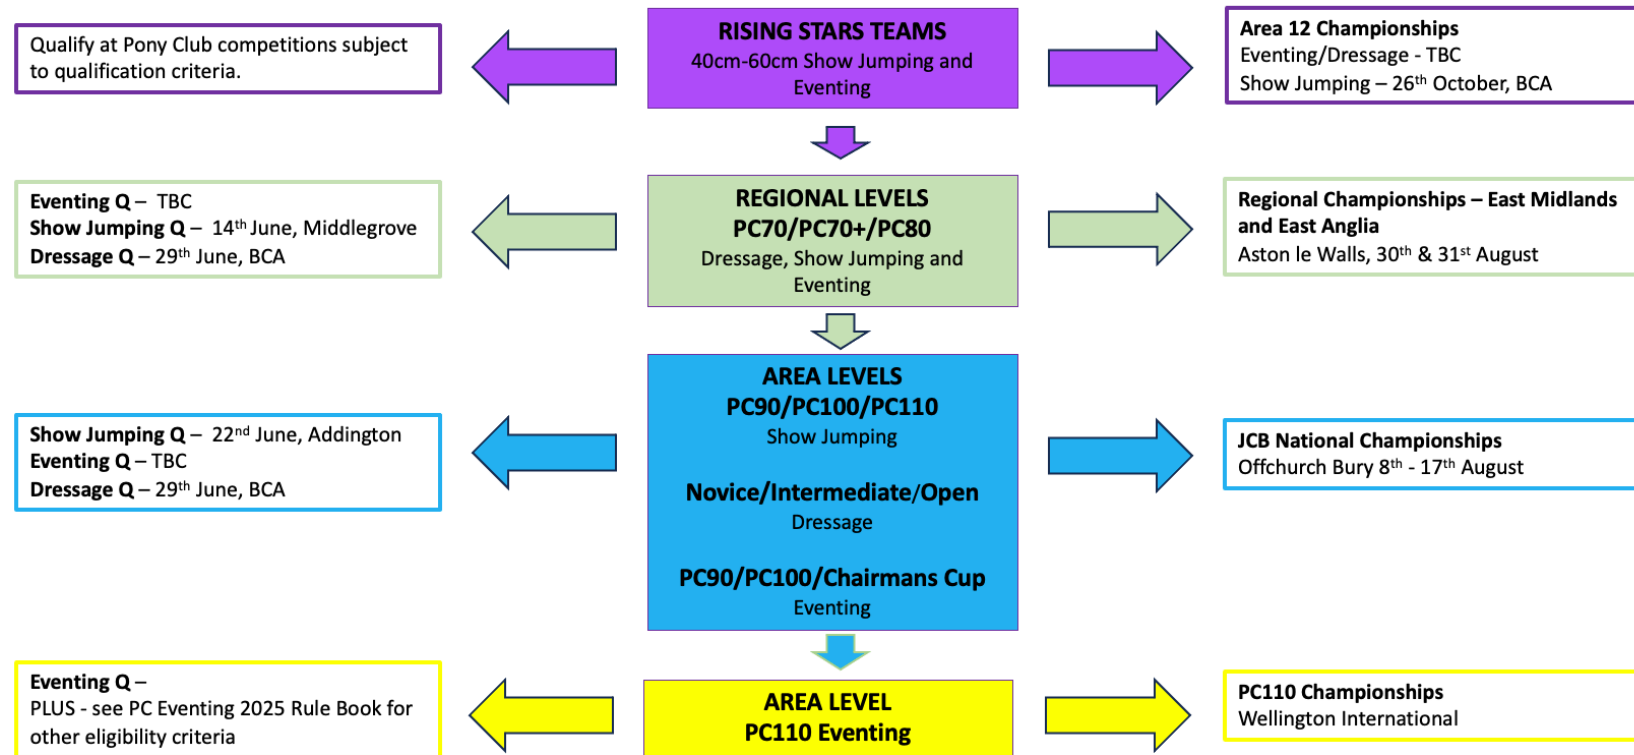 Qualify at Pony Club competitions subject
to qualification criteria.
RISING STARS TEAMS
40cm-60cm Show Jumping and
Eventing
Area 12 Championships
Eventing/Dressage - TBC
Show Jumping – 26th October, BCA
Eventing Q – TBC
Show Jumping Q – 14th June, Middlegrove
Dressage Q – 29th June, BCA
REGIONAL LEVELS
PC70/PC70+/PC80
Dressage, Show Jumping and
Eventing
Regional Championships – East Midlands
and East Anglia
Aston le Walls, 30th & 31st August
Show Jumping Q – 22nd June, Addington
Eventing Q – TBC
Dressage Q – 29th June, BCA
AREA LEVELS
PC90/PC100/PC110
Show Jumping
Novice/Intermediate/Open
Dressage
PC90/PC100/Chairmans Cup
Eventing
JCB National Championships
Offchurch Bury 8th - 17th August
Eventing Q –
PLUS - see PC Eventing 2025 Rule Book for
other eligibility criteria
AREA LEVEL
PC110 Eventing
PC110 Championships
Wellington International